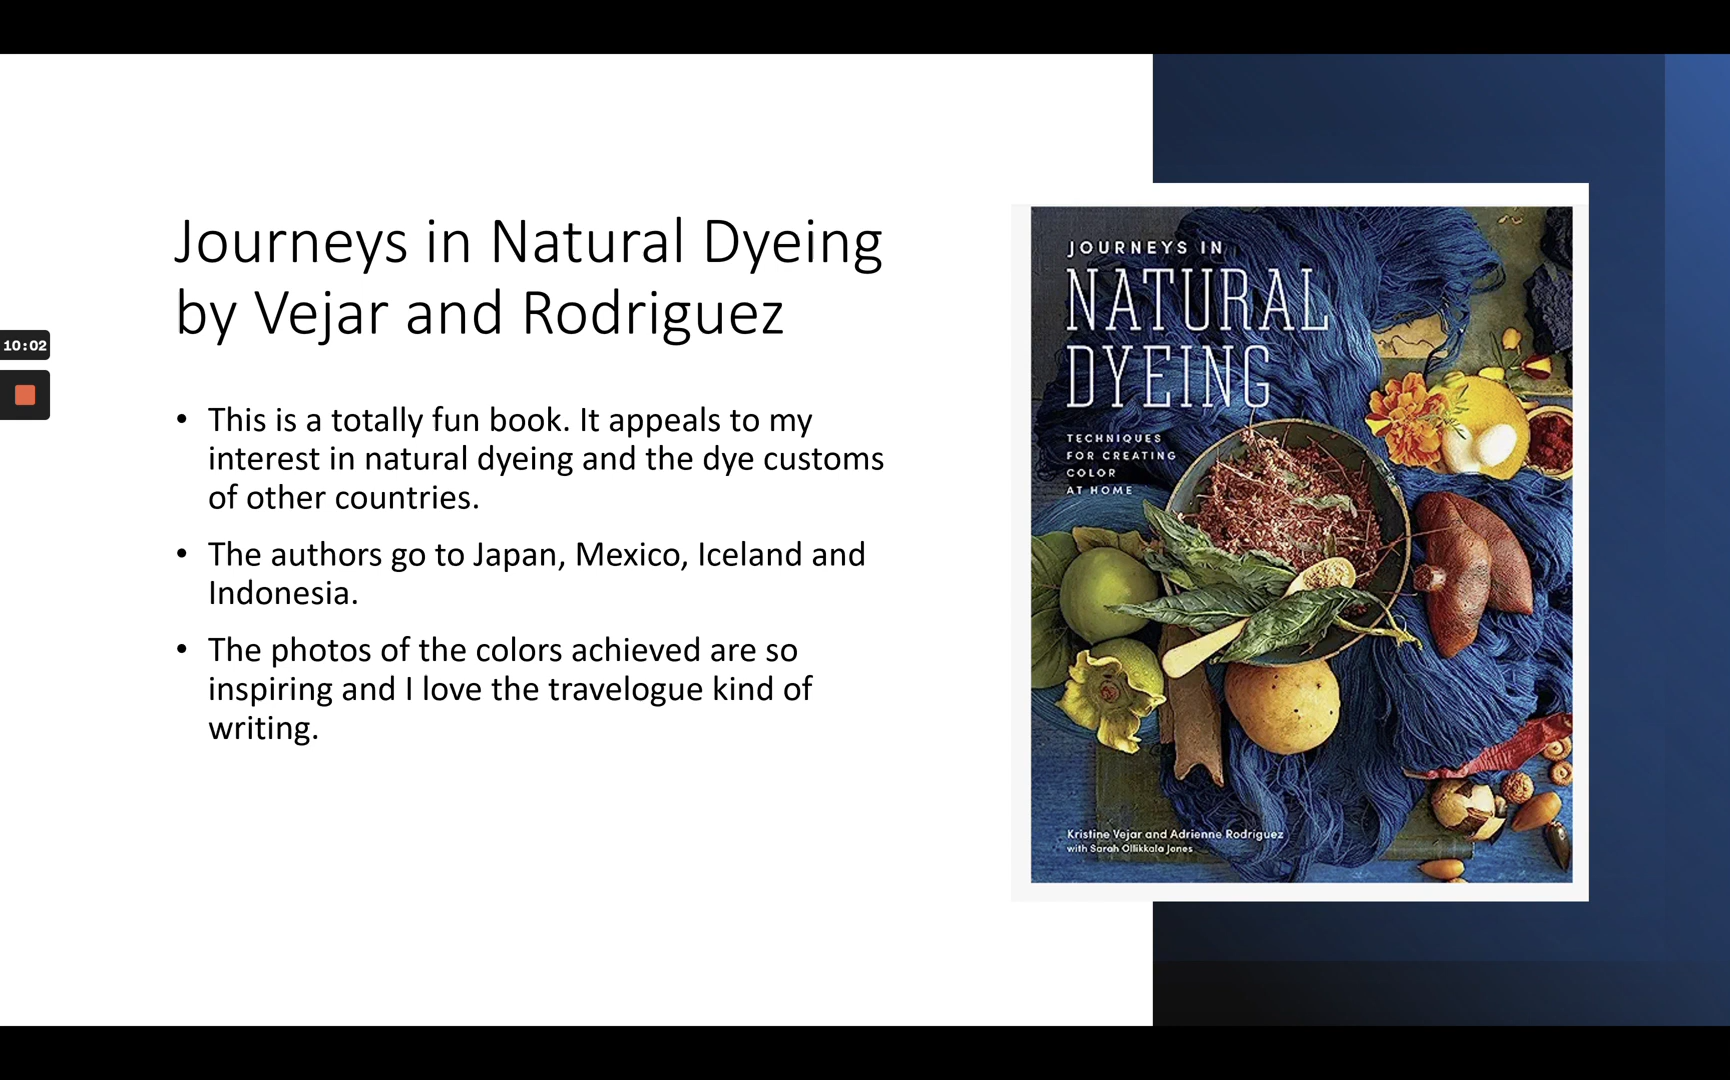 Journeys in Natural Dyeing
by Vejar and Rodriguez
10:02
• This is a totally fun book. It appeals to my
interest in natural dyeing and the dye customs
of other countries.
• The authors go to Japan, Mexico, Iceland and
Indonesia.
• The photos of the colors achieved are so
inspiring and I love the travelogue kind of
writing.
JOURNEYS IN
NATURAL
DYEING
TECHNIQUES
FOR CREATING
COLOR
AT HOME
Kristine Vejar and Adrienne Rodriguez
with Sarah Ollikkala Jones